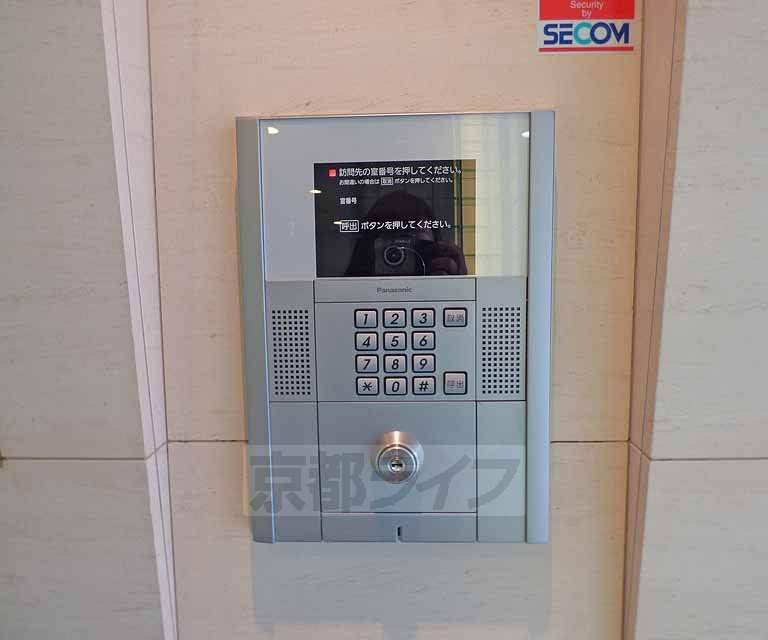 Security
by
SECOM
訪問先の室番号を押してください。
お間違いの場合は 取消 ボタンを押してください。
室番号
呼出 ボタンを押してください。
Panasonic
1 2 3 取消
4 5 6
7 8 9
* 0 # 呼出
京都ライフ